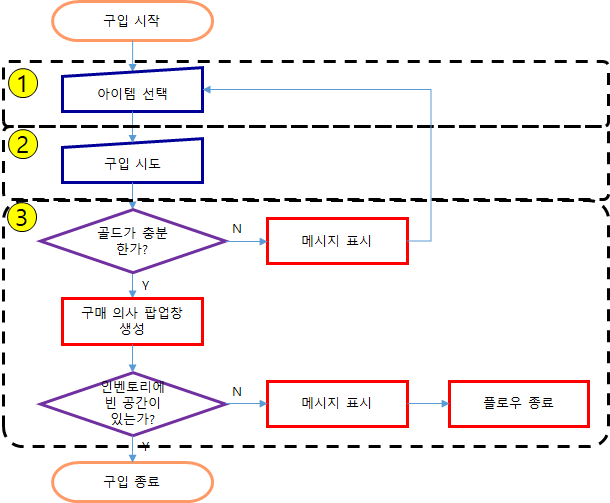 구입 시작
1
아이템 선택
2
구입 시도
3
골드가 충분
한가?
N
메시지 표시
Y
구매 의사 팝업창
생성
인벤토리에
빈 공간이
있는가?
N
메시지 표시
플로우 종료
Y
구입 종료